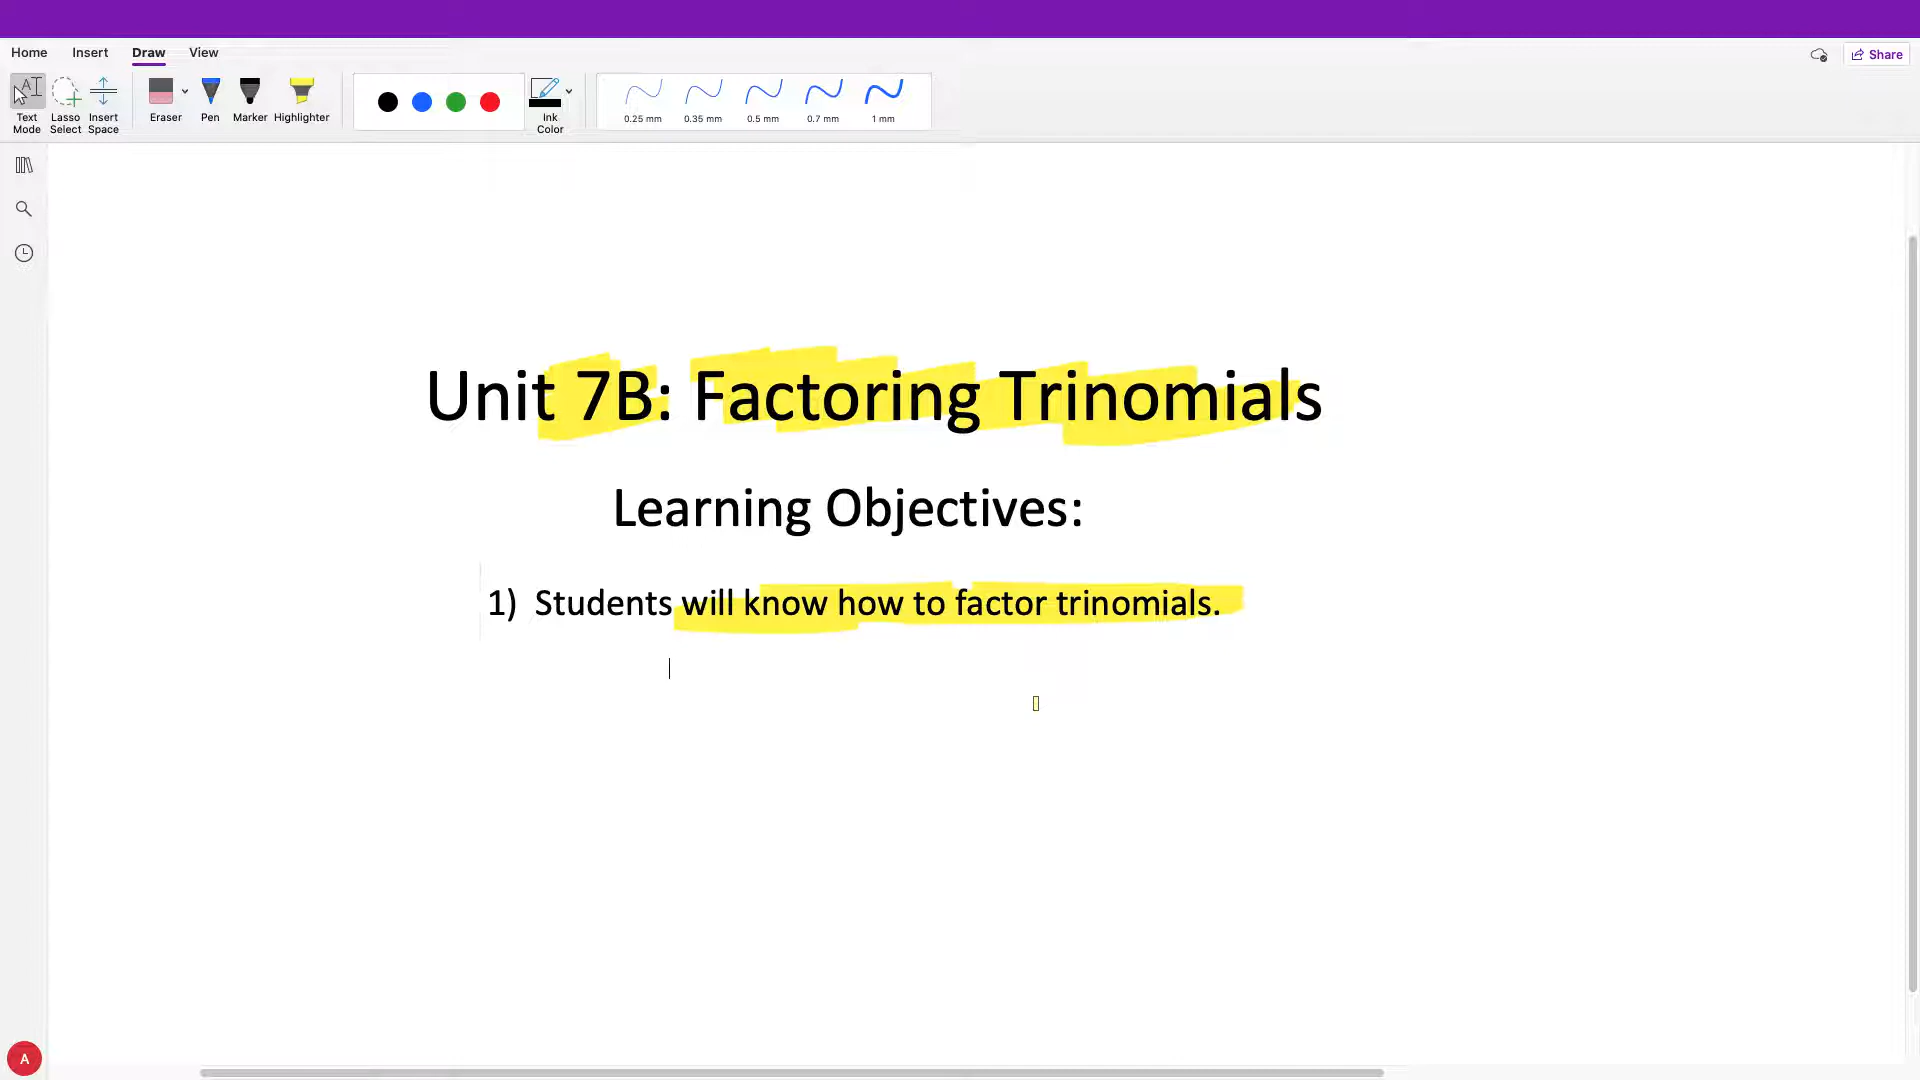 Home Insert Draw View
Share
Text Mode
Lasso Select
Insert Space
Eraser
Pen
Marker
Highlighter
Ink Color
0.25 mm
0.35 mm
0.5 mm
0.7 mm
1 mm
Unit 7B: Factoring Trinomials
Learning Objectives:
1) Students will know how to factor trinomials.
A